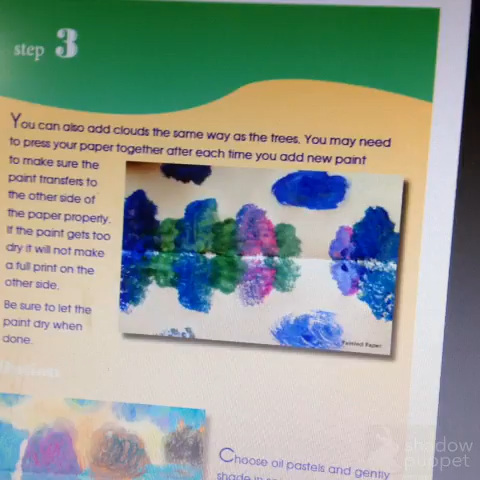 step 3
You can also add clouds the same way as the trees. You may need
to press your paper together after each time you add new paint
to make sure the
paint transfers to
the other side of
the paper properly.
If the paint gets too
dry it will not make
a full print on the
other side.
Be sure to let the
paint dry when
done.
Painted Paper
Choose oil pastels and gently
shade in
shadow
puppet